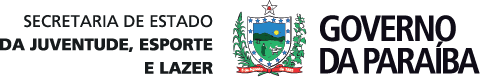 SECRETARIA DE ESTADO
DA JUVENTUDE, ESPORTE
E LAZER
GOVERNO
DA PARAÍBA